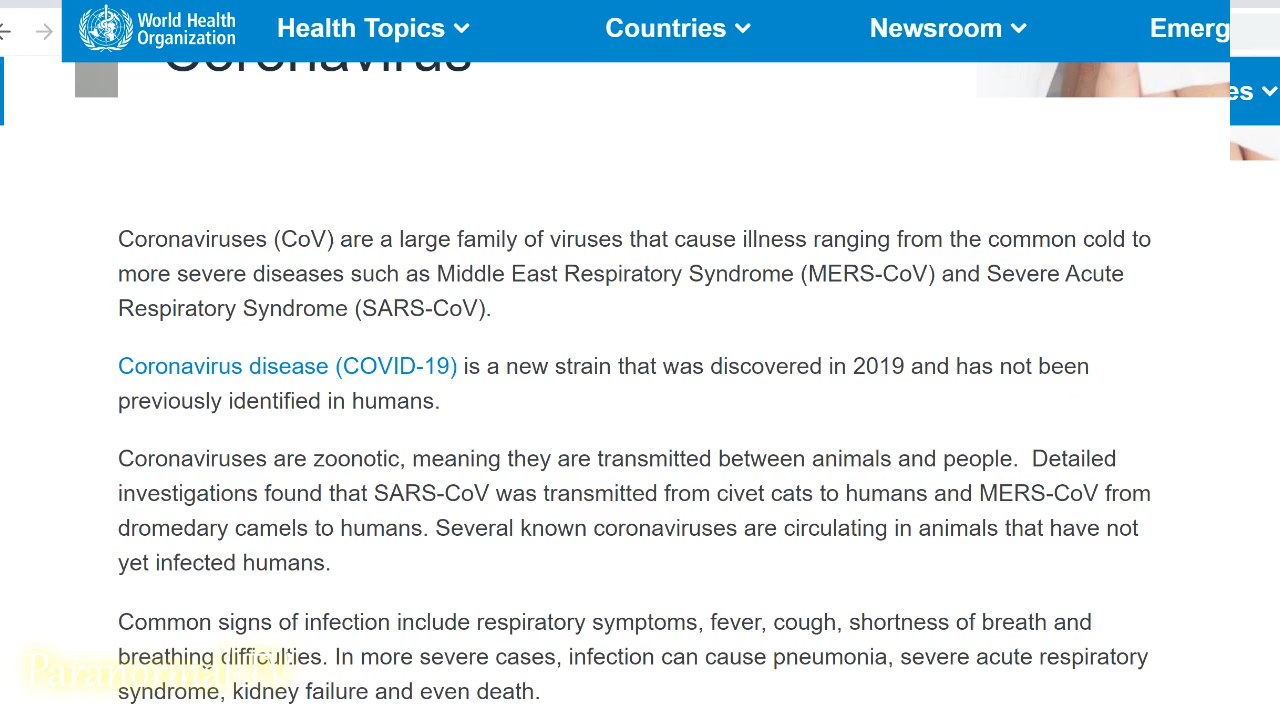 World Health
Organization
Health Topics
Countries
Newsroom
Emerg
es
Coronavirus
Coronaviruses (CoV) are a large family of viruses that cause illness ranging from the common cold to
more severe diseases such as Middle East Respiratory Syndrome (MERS-CoV) and Severe Acute
Respiratory Syndrome (SARS-CoV).
Coronavirus disease (COVID-19) is a new strain that was discovered in 2019 and has not been
previously identified in humans.
Coronaviruses are zoonotic, meaning they are transmitted between animals and people.  Detailed
investigations found that SARS-CoV was transmitted from civet cats to humans and MERS-CoV from
dromedary camels to humans. Several known coronaviruses are circulating in animals that have not
yet infected humans.
Common signs of infection include respiratory symptoms, fever, cough, shortness of breath and
breathing difficulties. In more severe cases, infection can cause pneumonia, severe acute respiratory
syndrome, kidney failure and even death.
Paranormal TV